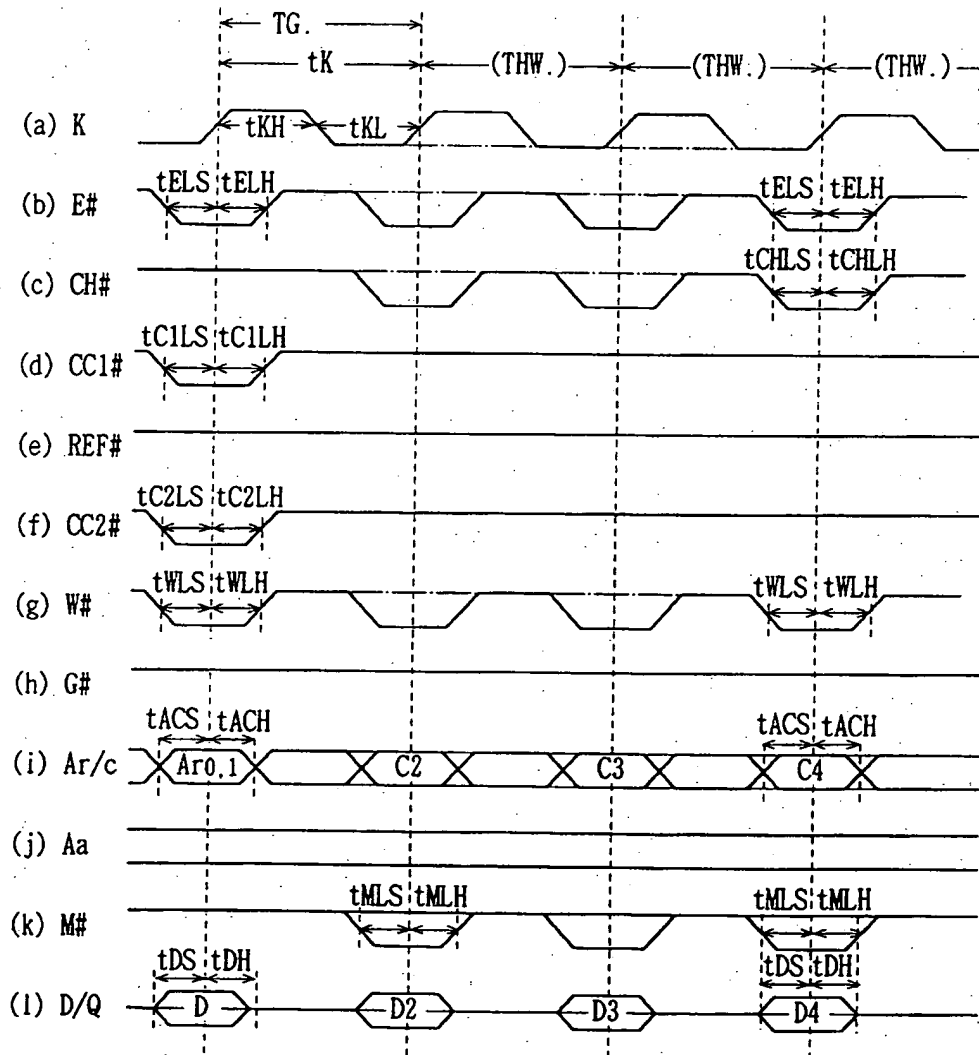 TG.
tK (THW.) (THW.) (THW.)
(a) K tKH tKL
(b) E# tELS tELH tELS tELH
(c) CH# tCHLS tCHLH
(d) CC1# tC1LS tC1LH
(e) REF#
(f) CC2# tC2LS tC2LH
(g) W# tWLS tWLH tWLS tWLH
(h) G#
tACS tACH tACS tACH
(i) Ar/c Ar0,1 C2 C3 C4
(j) Aa
(k) M# tMLS tMLH tMLS tMLH
tDS tDH tDS tDH
(l) D/Q D D2 D3 D4